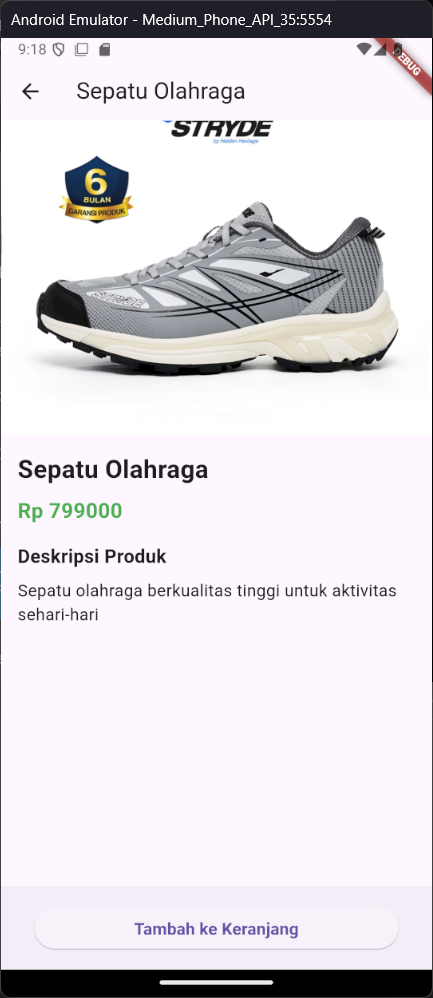 Android Emulator - Medium_Phone_API_35:5554
9:18
DEBUG
Sepatu Olahraga
STRYDE
by Heiden Heritage
6
BULAN
GARANSI PRODUK
Sepatu Olahraga
Rp 799000
Deskripsi Produk
Sepatu olahraga berkualitas tinggi untuk aktivitas
sehari-hari
Tambah ke Keranjang